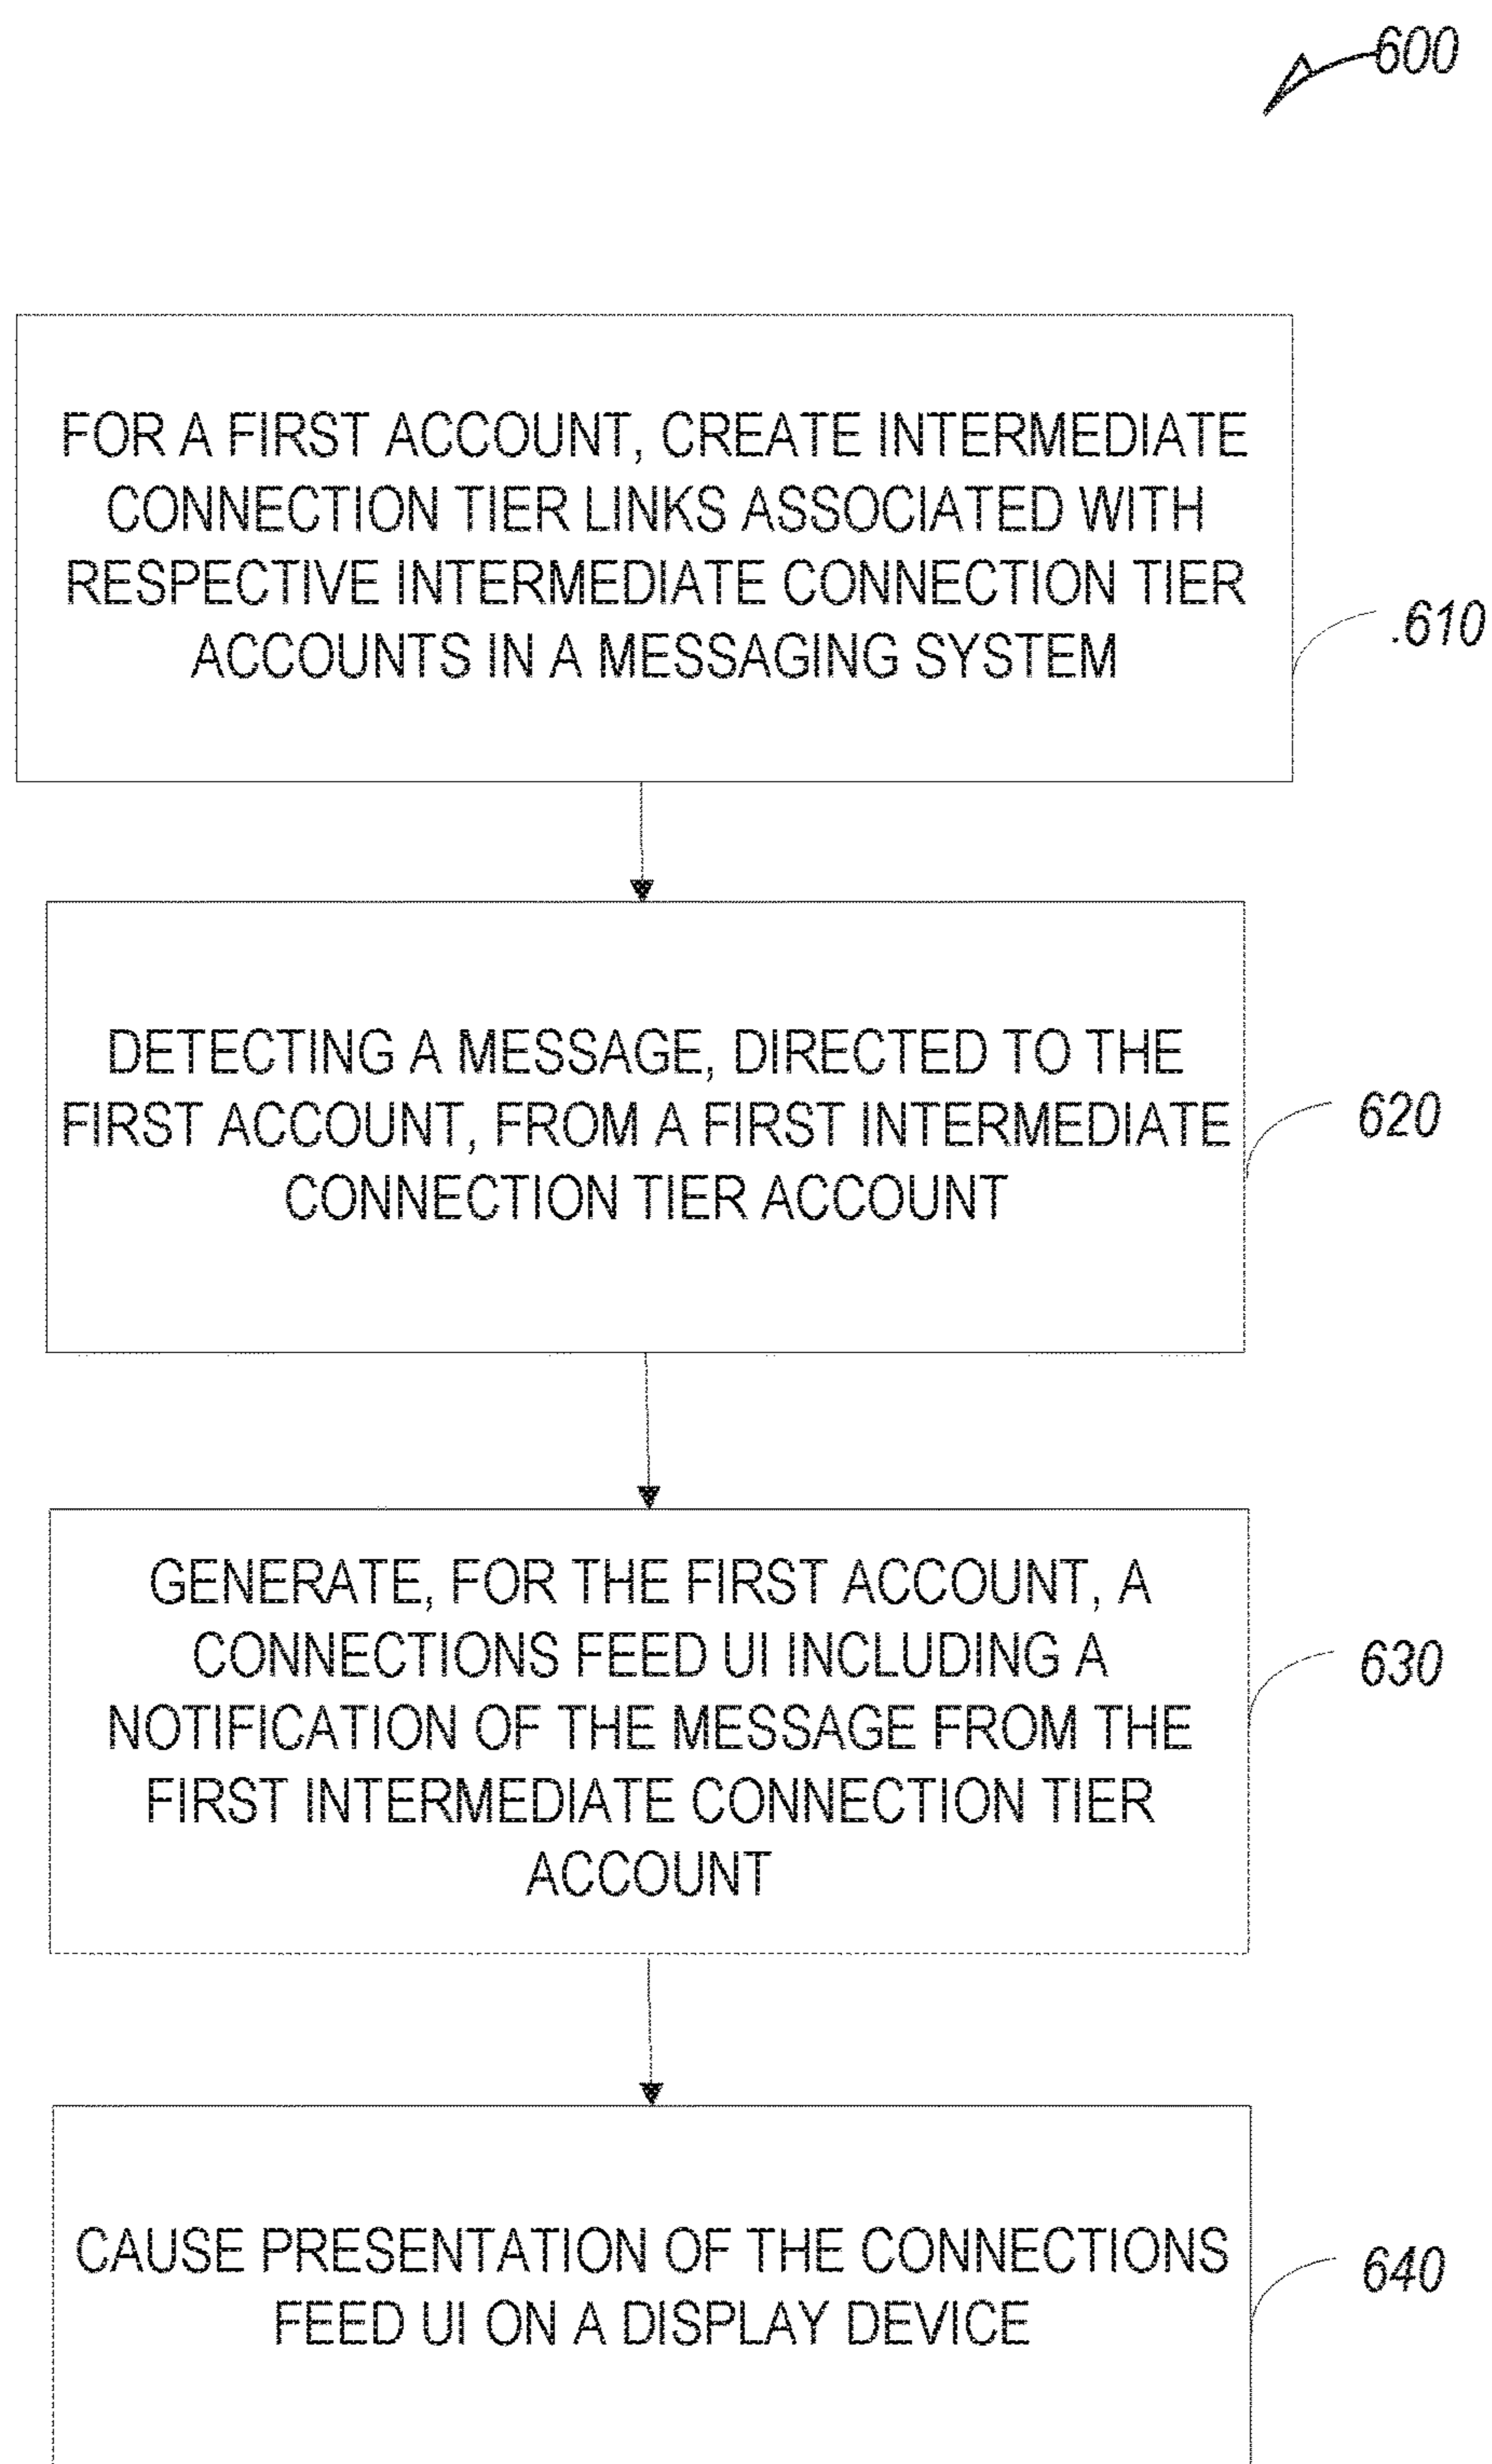 600
FOR A FIRST ACCOUNT, CREATE INTERMEDIATE
CONNECTION TIER LINKS ASSOCIATED WITH
RESPECTIVE INTERMEDIATE CONNECTION TIER
ACCOUNTS IN A MESSAGING SYSTEM
.610
DETECTING A MESSAGE, DIRECTED TO THE
FIRST ACCOUNT, FROM A FIRST INTERMEDIATE
CONNECTION TIER ACCOUNT
620
GENERATE, FOR THE FIRST ACCOUNT, A
CONNECTIONS FEED UI INCLUDING A
NOTIFICATION OF THE MESSAGE FROM THE
FIRST INTERMEDIATE CONNECTION TIER
ACCOUNT
630
CAUSE PRESENTATION OF THE CONNECTIONS
FEED UI ON A DISPLAY DEVICE
640